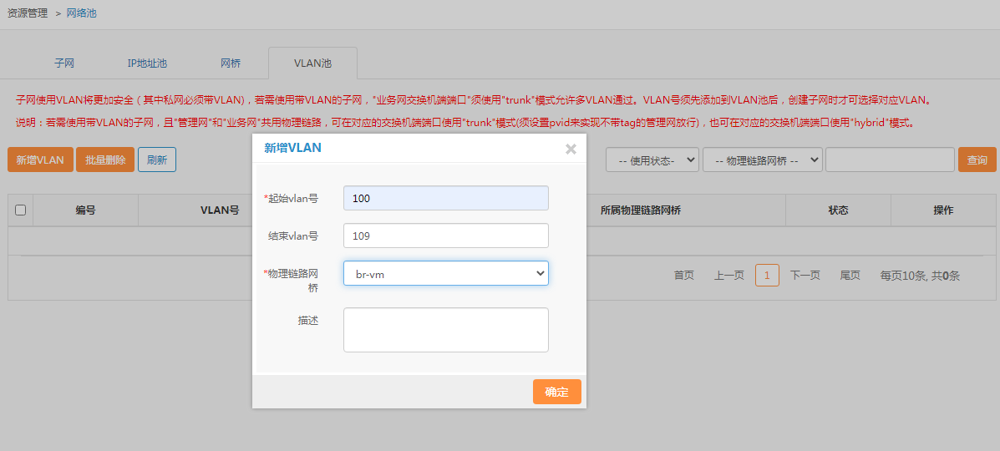 资源管理 > 网络池
子网 IP地址池 网桥 VLAN池
子网使用VLAN将更加安全 ( 其中私网必须带VLAN)，若需使用带VLAN的子网，"业务网交换机端端口"须使用"trunk"模式允许多VLAN通过。VLAN号须先添加到VLAN池后，创建子网时才可选择对应VLAN。
说明：若需使用带VLAN的子网，且"管理网"和"业务网"共用物理链路，可在对应的交换机端端口使用"trunk"模式(须设置pvid来实现不带tag的管理网放行)，也可在对应的交换机端端口使用"hybrid"模式。
新增VLAN ×
新增VLAN 批量删除 刷新 -- 使用状态- -- 物理链路网桥 -- 查询
*起始vlan号 100
编号 VLAN号 所属物理链路网桥 状态 操作
结束vlan号 109
*物理链路网桥 br-vm
首页 上一页 1 下一页 尾页 每页10条, 共0条
描述
确定